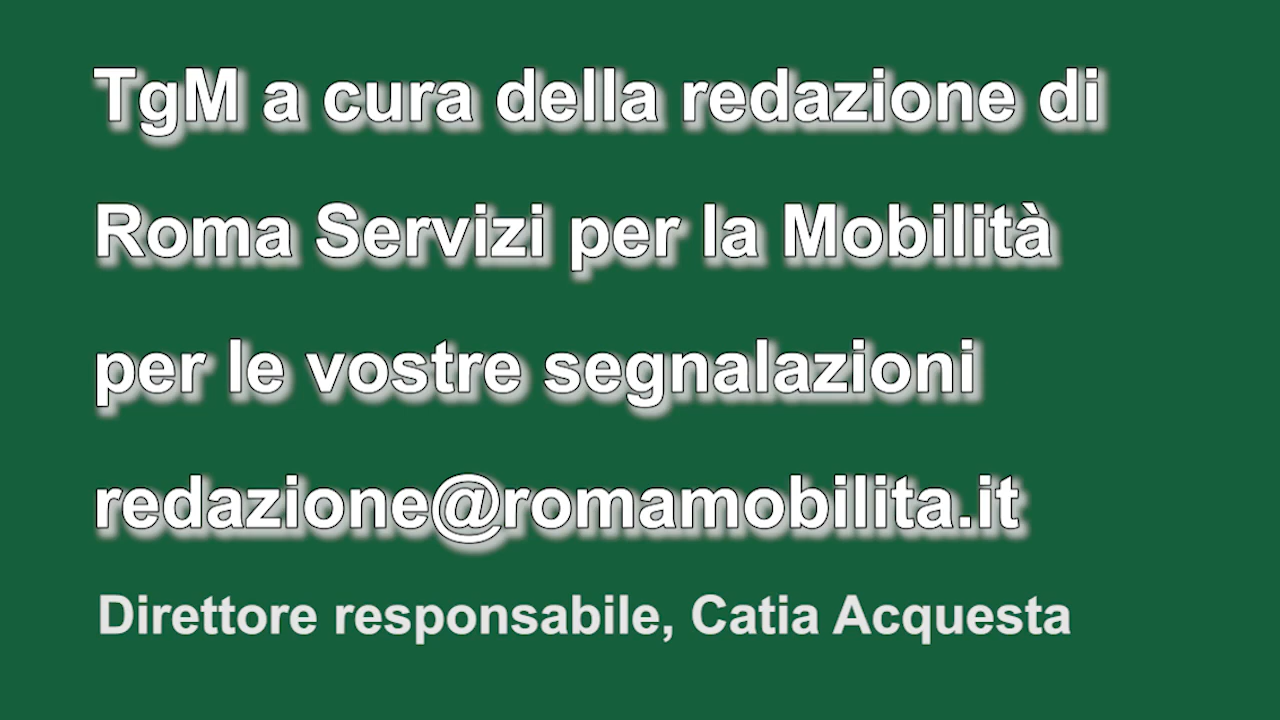 TgM a cura della redazione di
Roma Servizi per la Mobilità
per le vostre segnalazioni
redazione@romamobilita.it
Direttore responsabile, Catia Acquesta